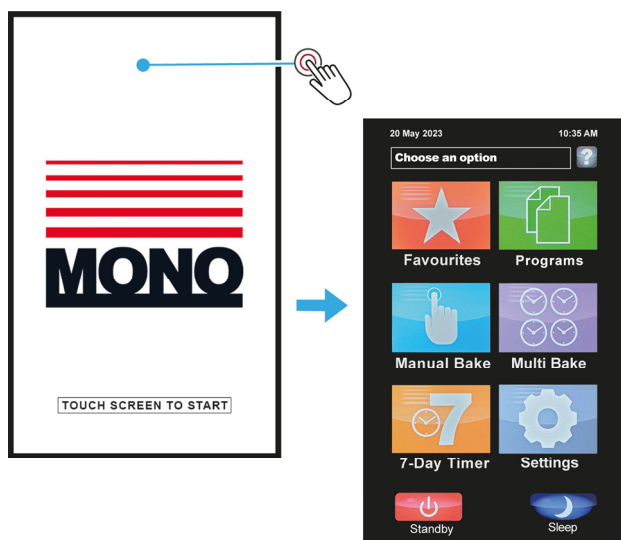 MONO
TOUCH SCREEN TO START
20 May 2023 10:35 AM
Choose an option ?
Favourites Programs
Manual Bake Multi Bake
7
7-Day Timer Settings
Standby Sleep